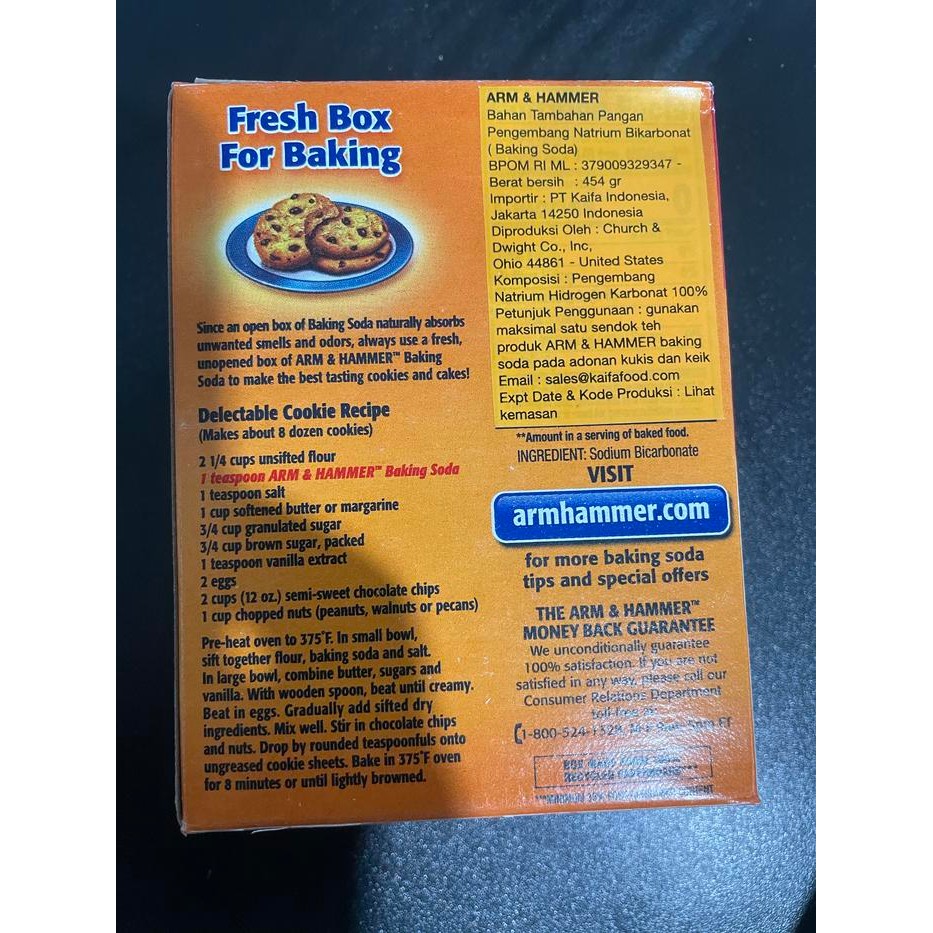 Fresh Box
For Baking
Since an open box of Baking Soda naturally absorbs
unwanted smells and odors, always use a fresh,
unopened box of ARM & HAMMER™ Baking
Soda to make the best tasting cookies and cakes!
Delectable Cookie Recipe
(Makes about 8 dozen cookies)
2 1/4 cups unsifted flour
1 teaspoon ARM & HAMMER™ Baking Soda
1 teaspoon salt
1 cup softened butter or margarine
3/4 cup granulated sugar
3/4 cup brown sugar, packed
1 teaspoon vanilla extract
2 eggs
2 cups (12 oz.) semi-sweet chocolate chips
1 cup chopped nuts (peanuts, walnuts or pecans)
Pre-heat oven to 375°F. In small bowl,
sift together flour, baking soda and salt.
In large bowl, combine butter, sugars and
vanilla. With wooden spoon, beat until creamy.
Beat in eggs. Gradually add sifted dry
ingredients. Mix well. Stir in chocolate chips
and nuts. Drop by rounded teaspoonfuls onto
ungreased cookie sheets. Bake in 375°F oven
for 8 minutes or until lightly browned.
ARM & HAMMER
Bahan Tambahan Pangan
Pengembang Natrium Bikarbonat
( Baking Soda)
BPOM RI ML : 379009329347 -
Berat bersih : 454 gr
Importir : PT Kaifa Indonesia,
Jakarta 14250 Indonesia
Diproduksi Oleh : Church &
Dwight Co., Inc,
Ohio 44861 - United States
Komposisi : Pengembang
Natrium Hidrogen Karbonat 100%
Petunjuk Penggunaan : gunakan
maksimal satu sendok teh
produk ARM & HAMMER baking
soda pada adonan kukis dan keik
Email : sales@kaifafood.com
Expt Date & Kode Produksi : Lihat
kemasan
**Amount in a serving of baked food.
INGREDIENT: Sodium Bicarbonate
VISIT
armhammer.com
for more baking soda
tips and special offers
THE ARM & HAMMER™
MONEY BACK GUARANTEE
We unconditionally guarantee
100% satisfaction. If you are not
satisfied in any way, please call our
Consumer Relations Department
toll-free at:
1-800-524-1328